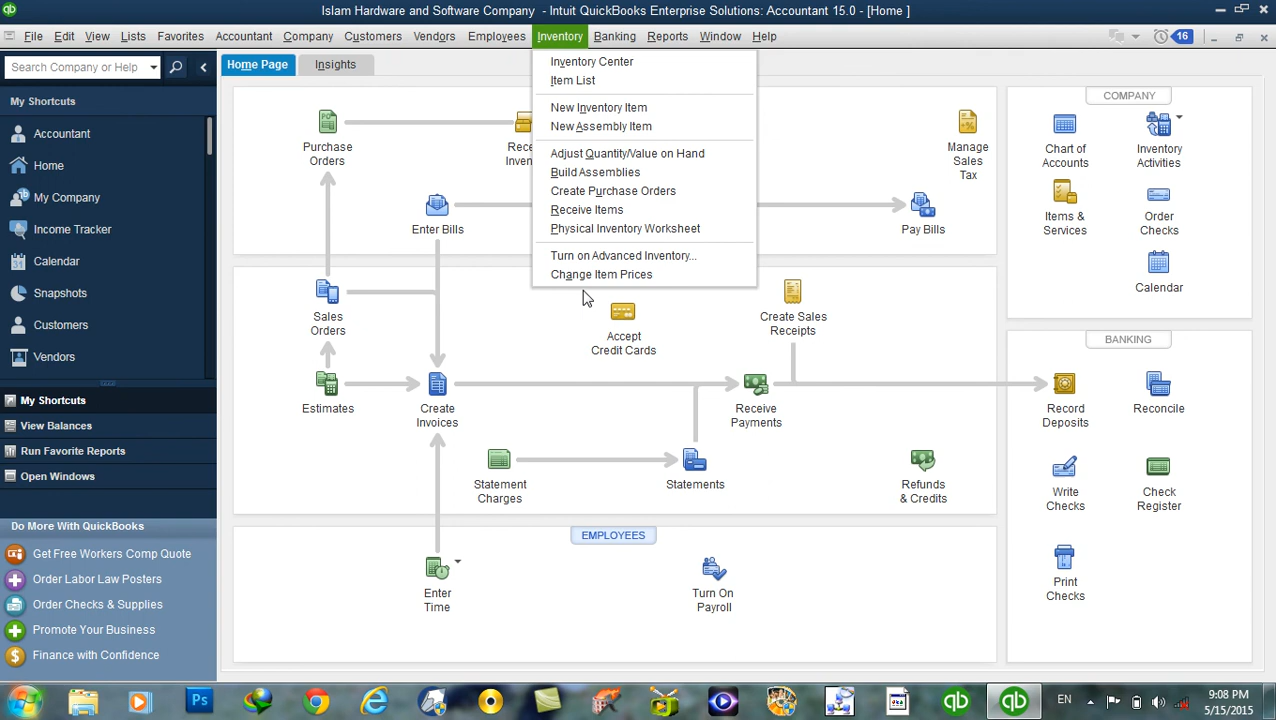 Islam Hardware and Software Company - Intuit QuickBooks Enterprise Solutions: Accountant 15.0 - [Home ]
File Edit View Lists Favorites Accountant Company Customers Vendors Employees Inventory Banking Reports Window Help 16
Search Company or Help
Home Page Insights
My Shortcuts
Accountant
Home
My Company
Income Tracker
Calendar
Snapshots
Customers
Vendors
My Shortcuts
View Balances
Run Favorite Reports
Open Windows
Do More With QuickBooks
Get Free Workers Comp Quote
Order Labor Law Posters
Order Checks & Supplies
Promote Your Business
Finance with Confidence
Inventory Center
Item List
New Inventory Item
New Assembly Item
Adjust Quantity/Value on Hand
Build Assemblies
Create Purchase Orders
Receive Items
Physical Inventory Worksheet
Turn on Advanced Inventory...
Change Item Prices
Purchase
Orders
Manage
Sales
Tax
Enter Bills
Pay Bills
Sales
Orders
Accept
Credit Cards
Create Sales
Receipts
Estimates
Create
Invoices
Receive
Payments
Statement
Charges
Statements
Refunds
& Credits
EMPLOYEES
Enter
Time
Turn On
Payroll
COMPANY
Chart of
Accounts
Inventory
Activities
Items &
Services
Order
Checks
Calendar
BANKING
Record
Deposits
Reconcile
Write
Checks
Check
Register
Print
Checks
Ps
qb
qb
EN
9:08 PM
5/15/2015